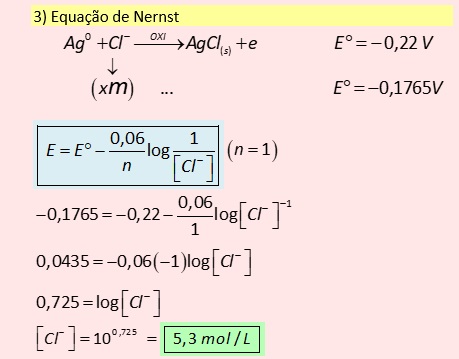 3) Equação de Nernst
Ag⁰ +Cl⁻ —OXI→ AgCl₍ₛ₎ + e E° = −0,22 V
↓
(xm) ... E° = −0,1765V
E = E° − 0,06/n log 1/[Cl⁻] (n = 1)
−0,1765 = −0,22 − 0,06/1 log[Cl⁻]⁻¹
0,0435 = −0,06(−1)log[Cl⁻]
0,725 = log[Cl⁻]
[Cl⁻] = 10⁰,⁷²⁵ = 5,3 mol / L